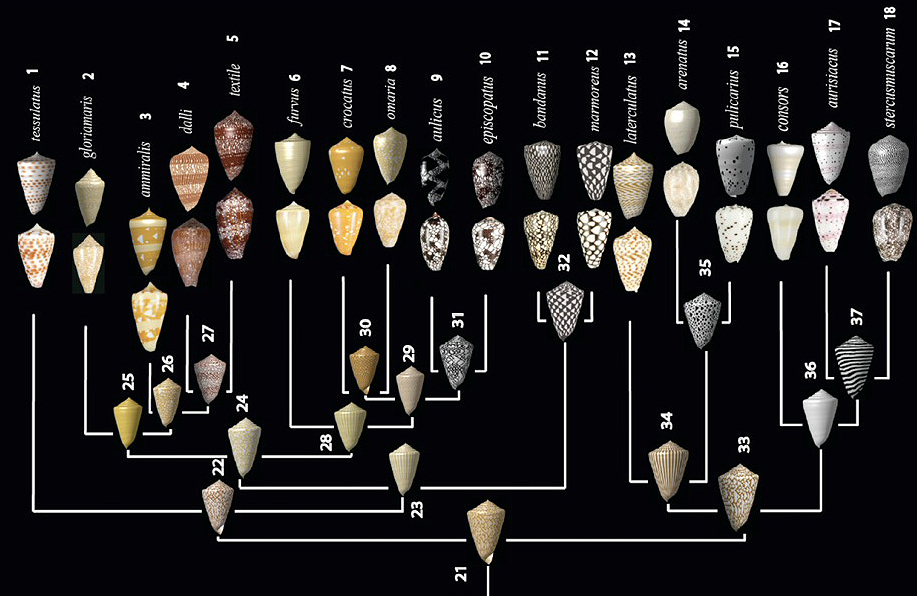 tessulatus 1
gloriamaris 2
ammiralis 3
dalli 4
textile 5
furvus 6
crocatus 7
omaria 8
aulicus 9
episcopatus 10
bandanus 11
marmoreus 12
laterculatus 13
arenatus 14
pulicarius 15
consors 16
aurisiacus 17
stercusmuscarum 18
32
35
30
31
37
27
29
26
25
36
24
28
34
22
33
23
21